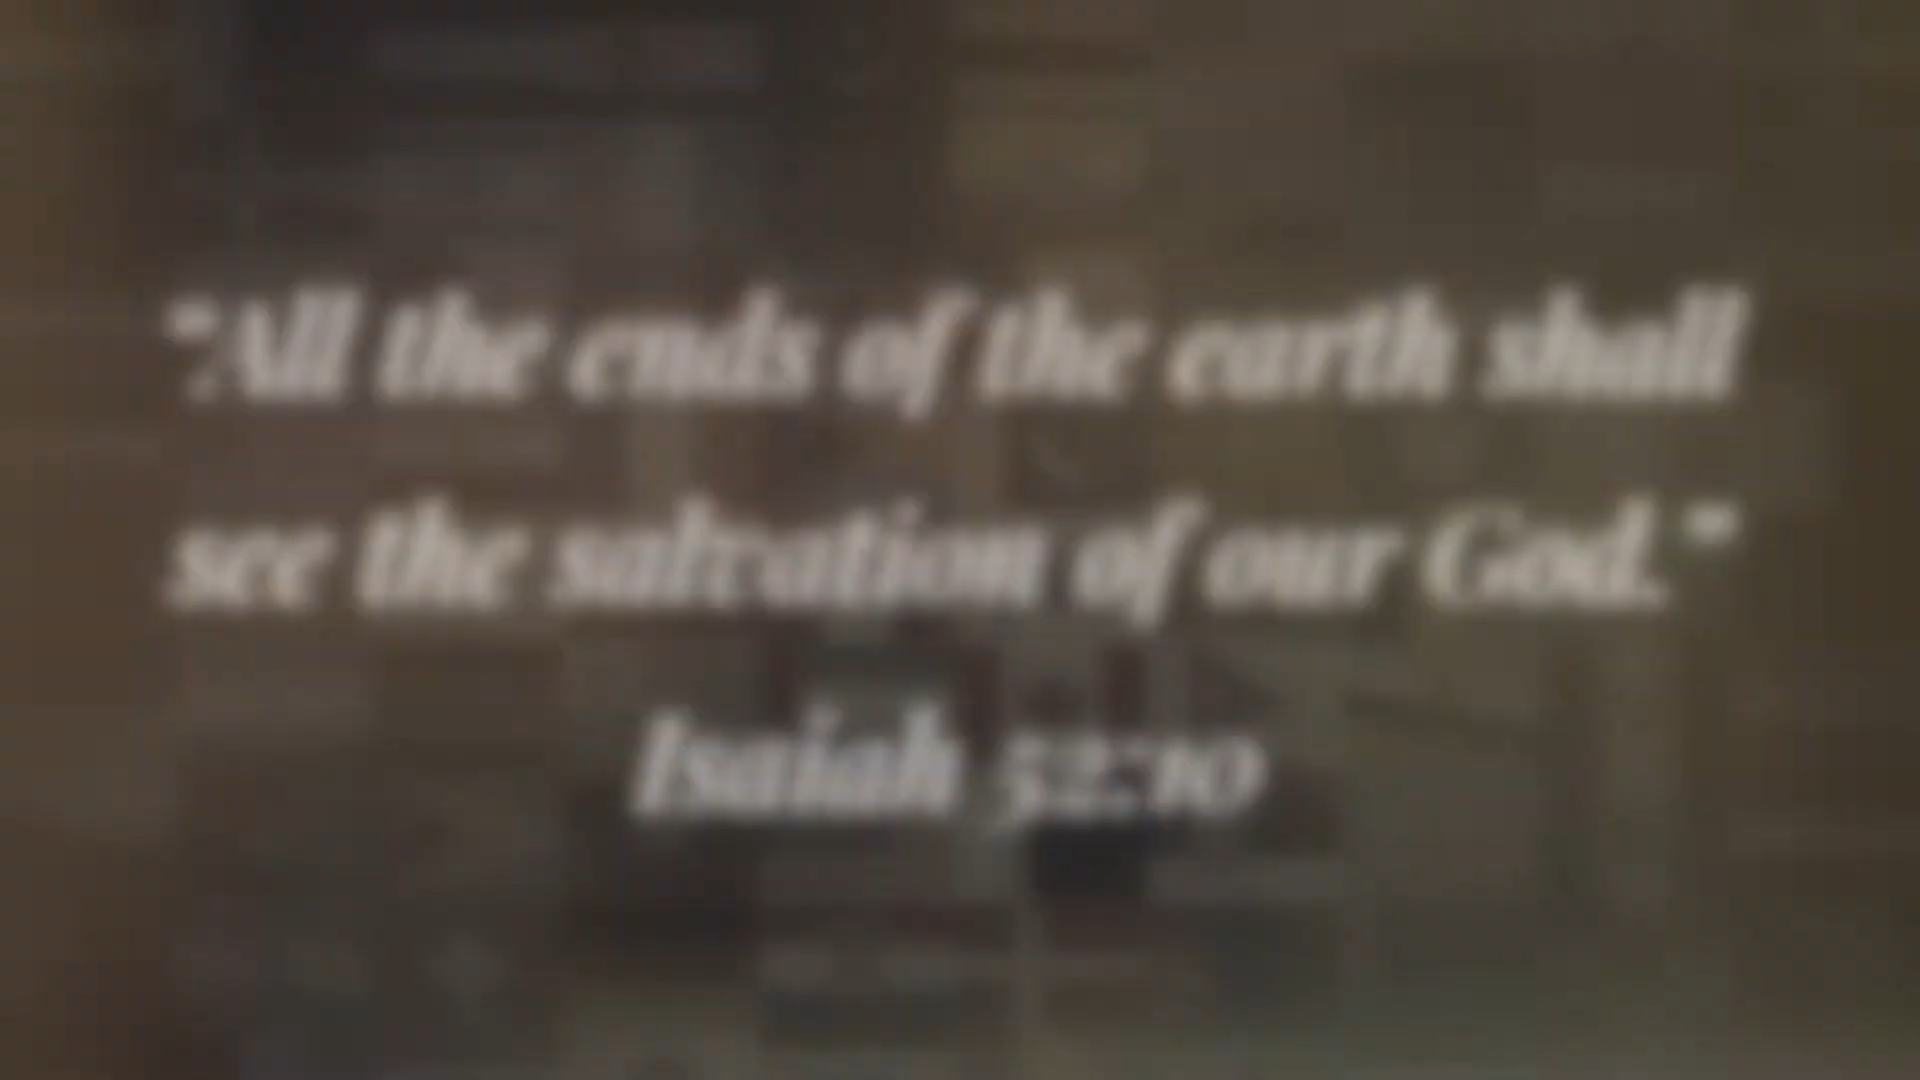 "All the ends of the earth shall
see the salvation of our God."
Isaiah 52:10